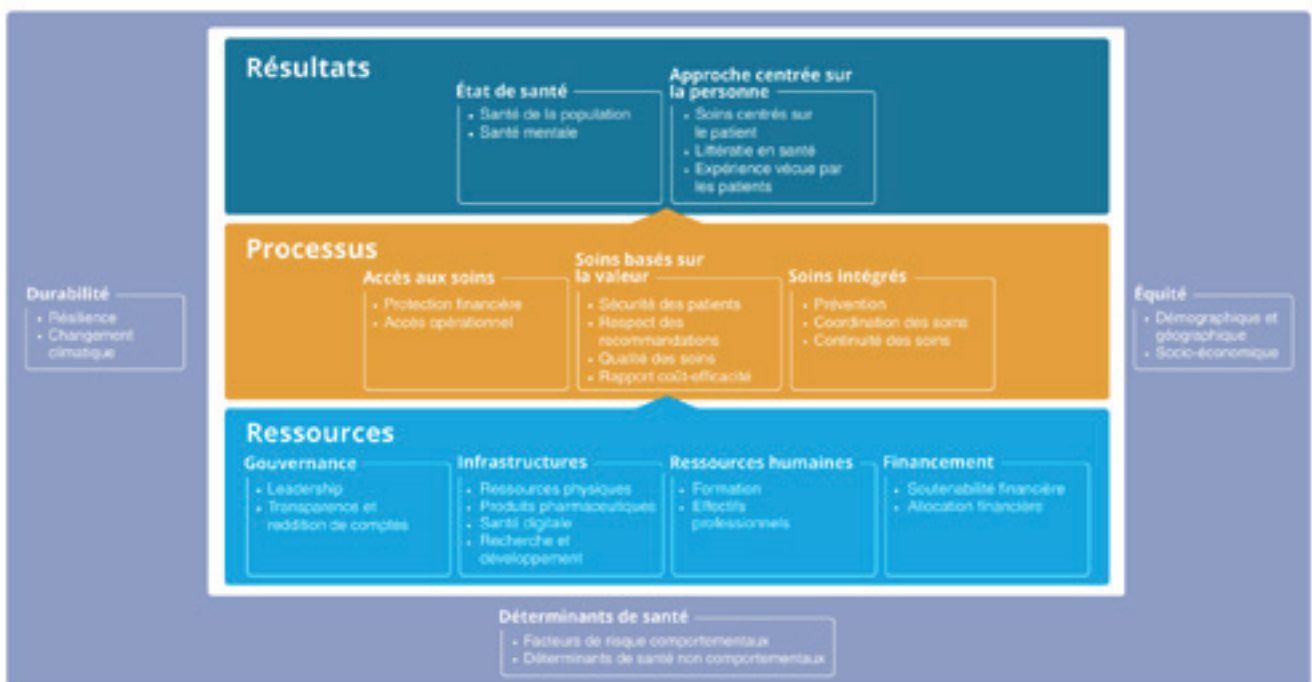 Résultats
État de santé
• Santé de la population
• Santé mentale
Approche centrée sur
la personne
• Soins centrés sur
le patient
• Littératie en santé
• Expérience vécue par
les patients
Processus
Accès aux soins
• Protection financière
• Accès opérationnel
Soins basés sur
la valeur
• Sécurité des patients
• Respect des
recommandations
• Qualité des soins
• Rapport coût-efficacité
Soins intégrés
• Prévention
• Coordination des soins
• Continuité des soins
Durabilité
• Résilience
• Changement
climatique
Équité
• Démographique et
géographique
• Socio-économique
Ressources
Gouvernance
• Leadership
• Transparence et
reddition de comptes
Infrastructures
• Ressources physiques
• Produits pharmaceutiques
• Santé digitale
• Recherche et
développement
Ressources humaines
• Formation
• Effectifs
professionnels
Financement
• Soutenabilité financière
• Allocation financière
Déterminants de santé
• Facteurs de risque comportementaux
• Déterminants de santé non comportementaux